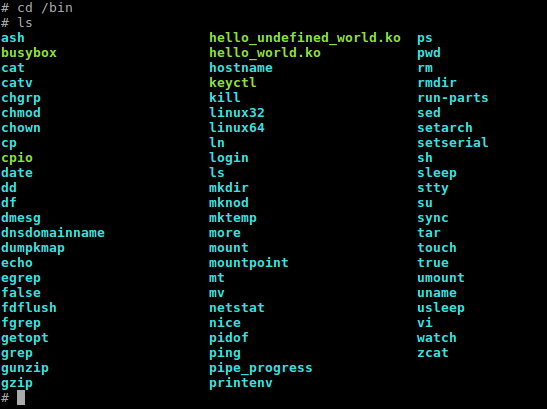 # cd /bin
# ls
ash hello_undefined_world.ko ps
busybox hello_world.ko pwd
cat hostname rm
catv keyctl rmdir
chgrp kill run-parts
chmod linux32 sed
chown linux64 setarch
cp ln setserial
cpio login sh
date ls sleep
dd mkdir stty
df mknod su
dmesg mktemp sync
dnsdomainname more tar
dumpkmap mount touch
echo mountpoint true
egrep mt umount
false mv uname
fdflush netstat usleep
fgrep nice vi
getopt pidof watch
grep ping zcat
gunzip pipe_progress
gzip printenv
#